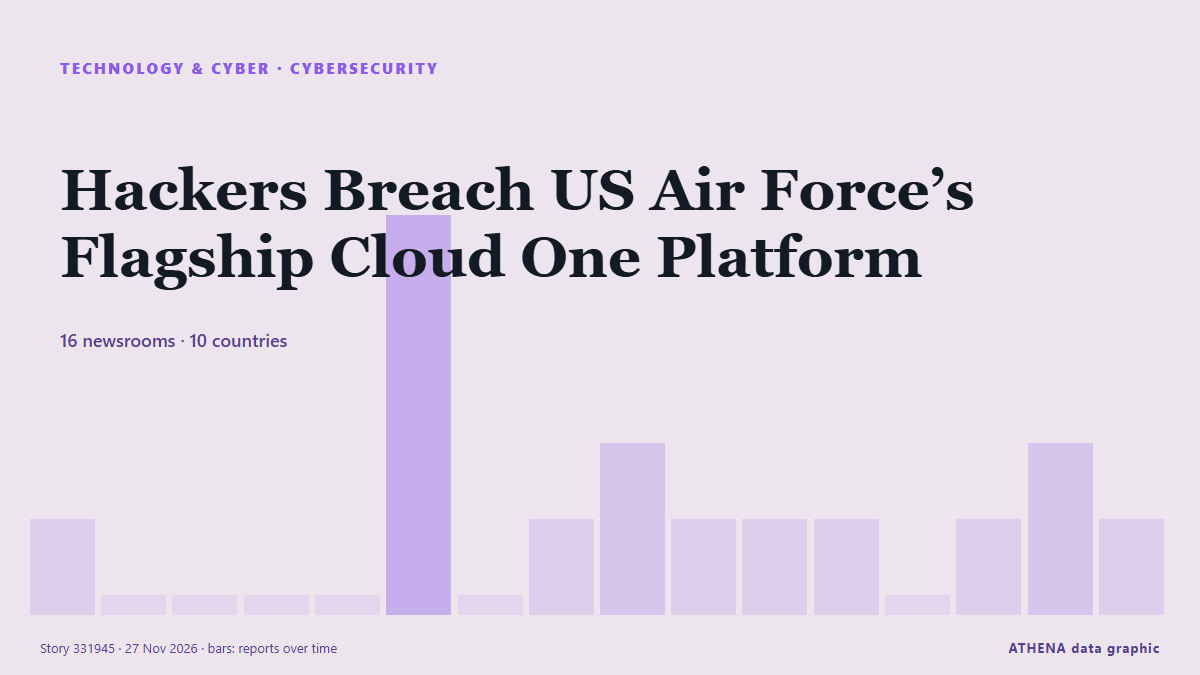 TECHNOLOGY & CYBER · CYBERSECURITY
Hackers Breach US Air Force’s
Flagship Cloud One Platform
16 newsrooms · 10 countries
Story 331945 · 27 Nov 2026 · bars: reports over time
ATHENA data graphic